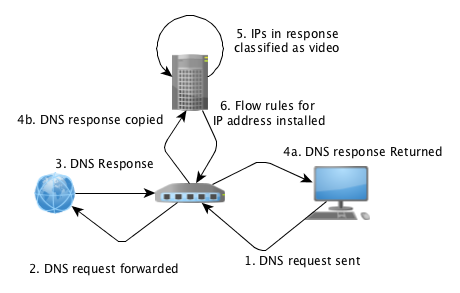 5. IPs in response
classified as video
4b. DNS response copied
6. Flow rules for
IP address installed
3. DNS Response
4a. DNS response Returned
2. DNS request forwarded
1. DNS request sent